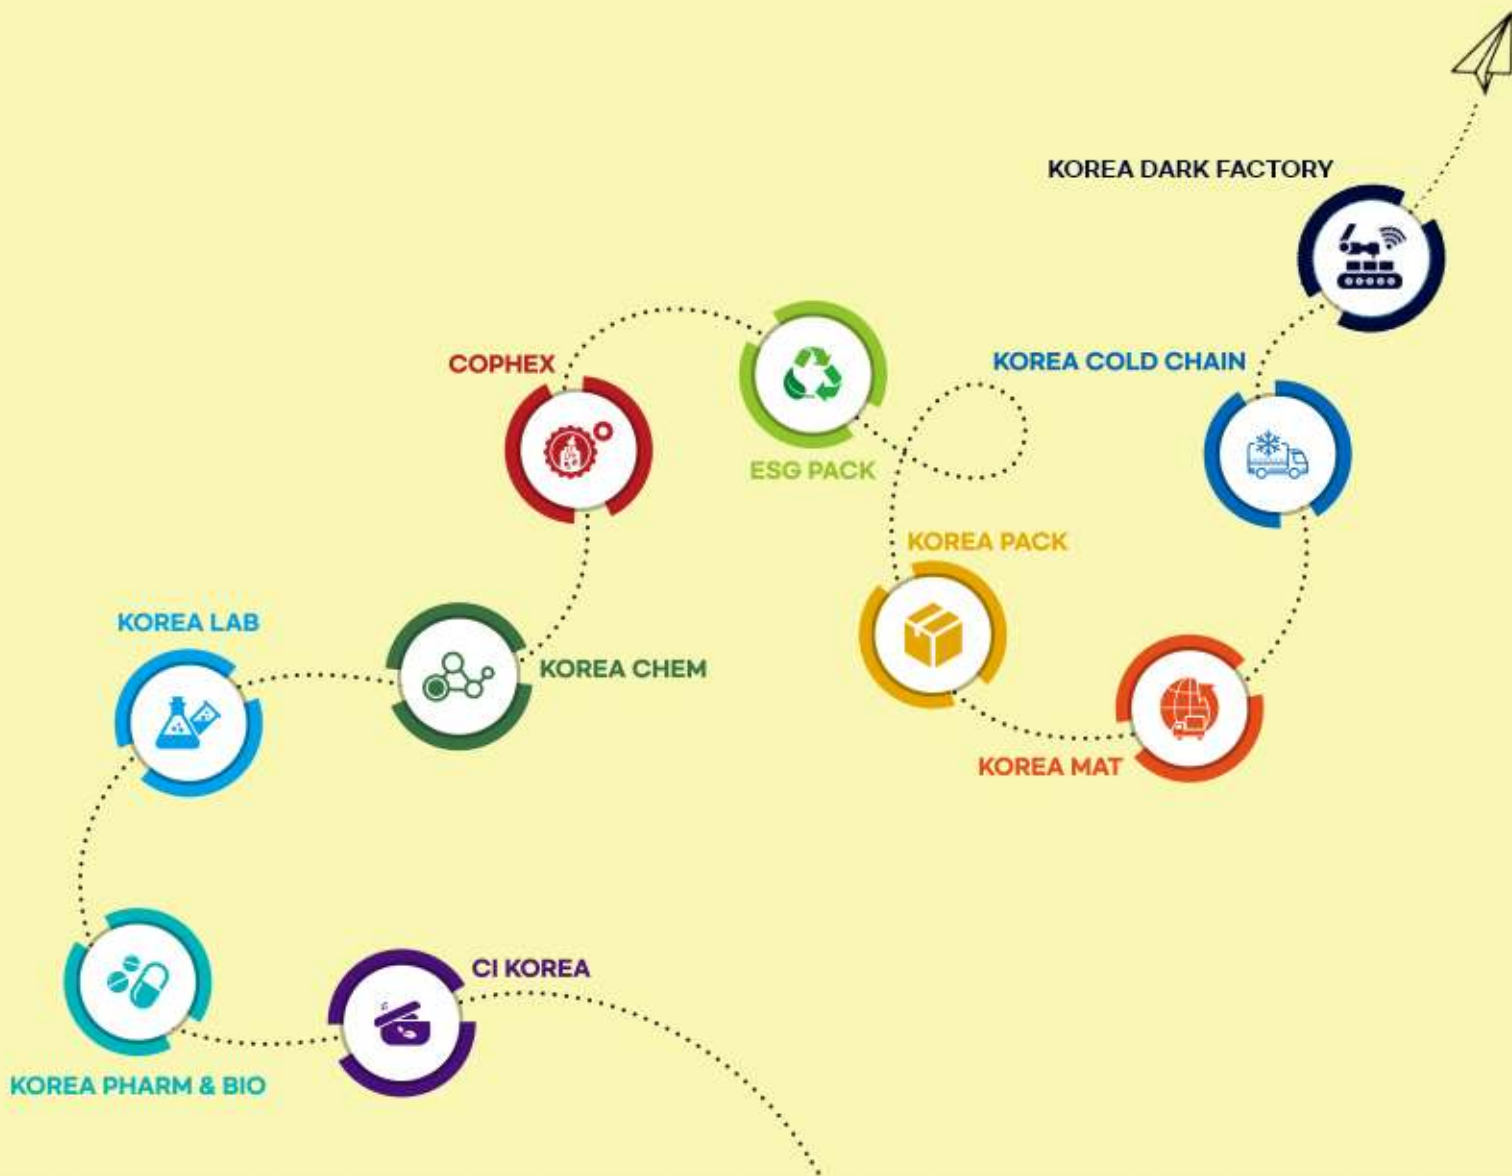 KOREA DARK FACTORY
COPHEX
KOREA COLD CHAIN
ESG PACK
KOREA PACK
KOREA LAB
KOREA CHEM
KOREA MAT
CI KOREA
KOREA PHARM & BIO